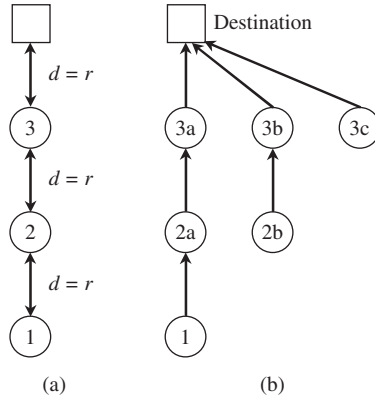 Destination
d = r
3 3a 3b 3c
d = r
2 2a 2b
d = r
1 1
(a) (b)